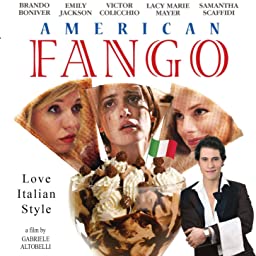 BRANDO BONIVER
EMILY JACKSON
VICTOR COLICCHIO
LACY MARIE MAYER
SAMANTHA SCAFFIDI
AMERICAN
FANGO
Love
Italian
Style
a film by
GABRIELE
ALTOBELLI